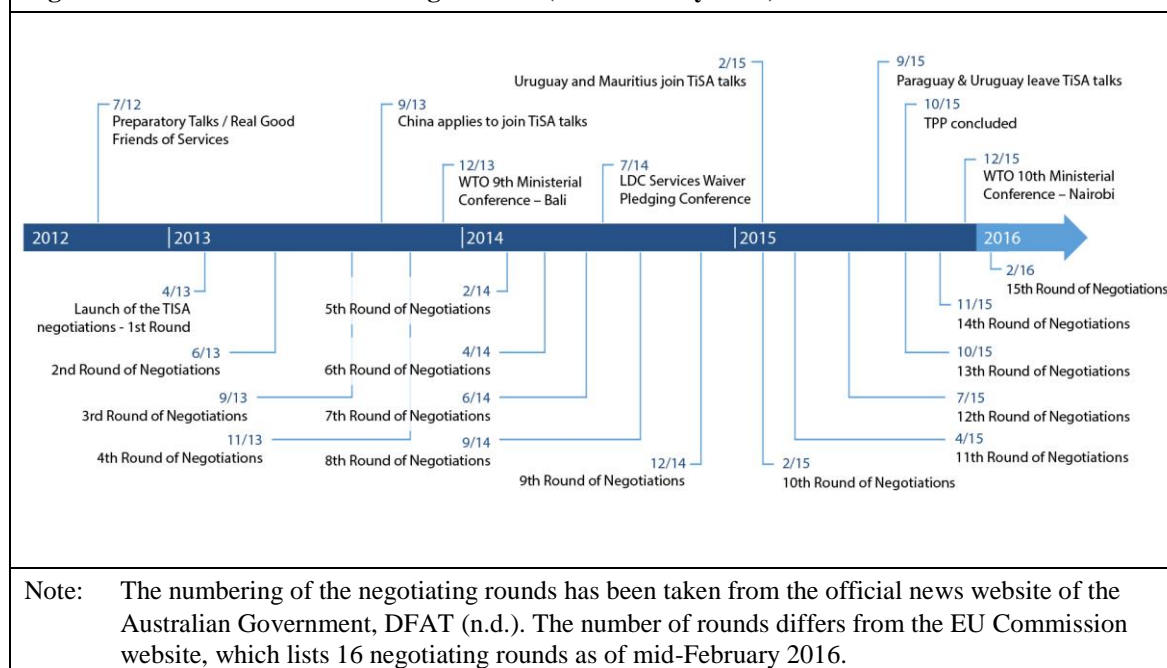 2/15
Uruguay and Mauritius join TiSA talks
9/15
Paraguay & Uruguay leave TiSA talks
7/12
Preparatory Talks / Real Good
Friends of Services
9/13
China applies to join TiSA talks
10/15
TPP concluded
12/13
WTO 9th Ministerial
Conference – Bali
7/14
LDC Services Waiver
Pledging Conference
12/15
WTO 10th Ministerial
Conference – Nairobi
2012 2013 2014 2015 2016
4/13
Launch of the TISA
negotiations - 1st Round
2/14
5th Round of Negotiations
2/16
15th Round of Negotiations
11/15
14th Round of Negotiations
6/13
2nd Round of Negotiations
4/14
6th Round of Negotiations
10/15
13th Round of Negotiations
9/13
3rd Round of Negotiations
6/14
7th Round of Negotiations
7/15
12th Round of Negotiations
11/13
4th Round of Negotiations
9/14
8th Round of Negotiations
4/15
11th Round of Negotiations
12/14
9th Round of Negotiations
2/15
10th Round of Negotiations
Note: The numbering of the negotiating rounds has been taken from the official news website of the
Australian Government, DFAT (n.d.). The number of rounds differs from the EU Commission
website, which lists 16 negotiating rounds as of mid-February 2016.